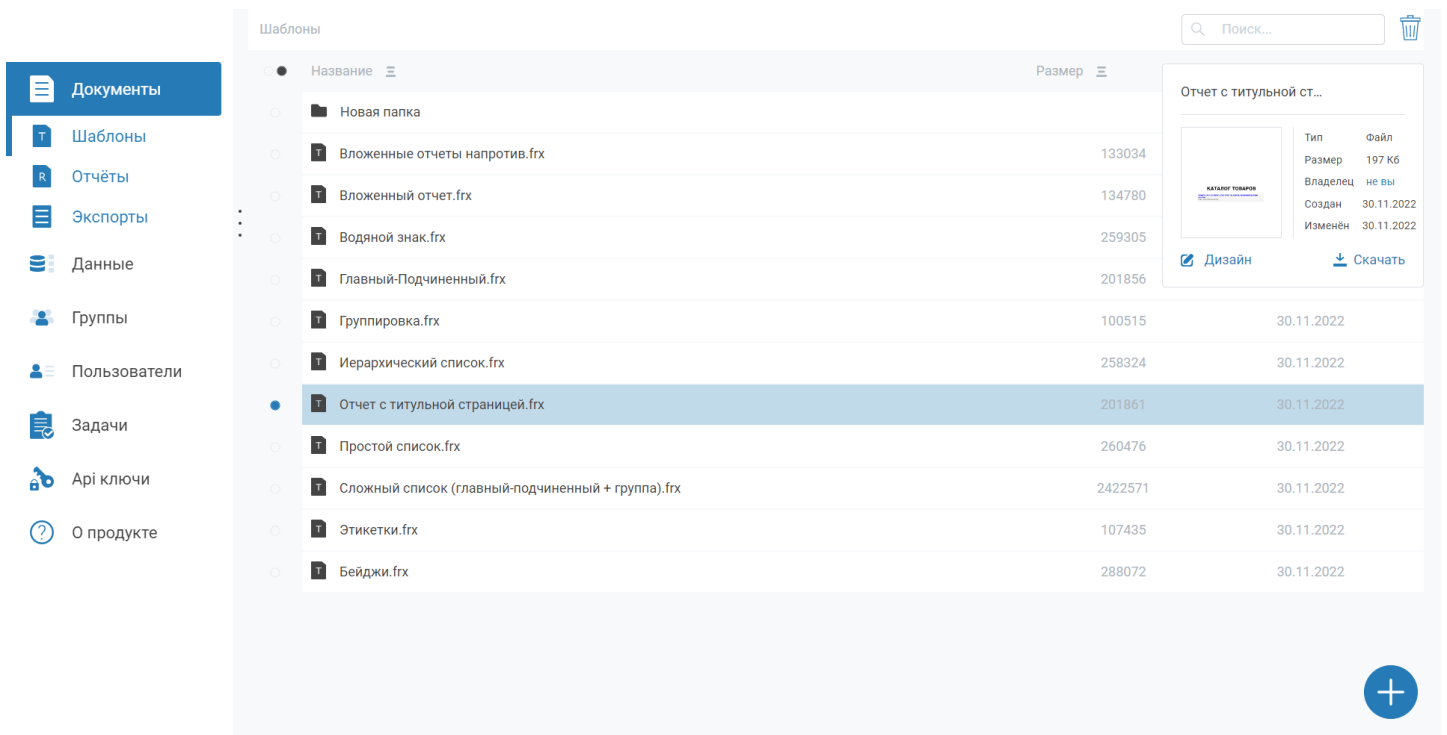 Шаблоны
Поиск...
Документы
Шаблоны
Отчёты
Экспорты
Данные
Группы
Пользователи
Задачи
Api ключи
О продукте
Название Размер
Новая папка
Вложенные отчеты напротив.frx 133034
Вложенный отчет.frx 134780
Водяной знак.frx 259305
Главный-Подчиненный.frx 201856
Группировка.frx 100515 30.11.2022
Иерархический список.frx 258324 30.11.2022
Отчет с титульной страницей.frx 201861 30.11.2022
Простой список.frx 260476 30.11.2022
Сложный список (главный-подчиненный + группа).frx 2422571 30.11.2022
Этикетки.frx 107435 30.11.2022
Бейджи.frx 288072 30.11.2022
Отчет с титульной ст...
КАТАЛОГ ТОВАРОВ
Тип Файл
Размер 197 Кб
Владелец не вы
Создан 30.11.2022
Изменён 30.11.2022
Дизайн Скачать